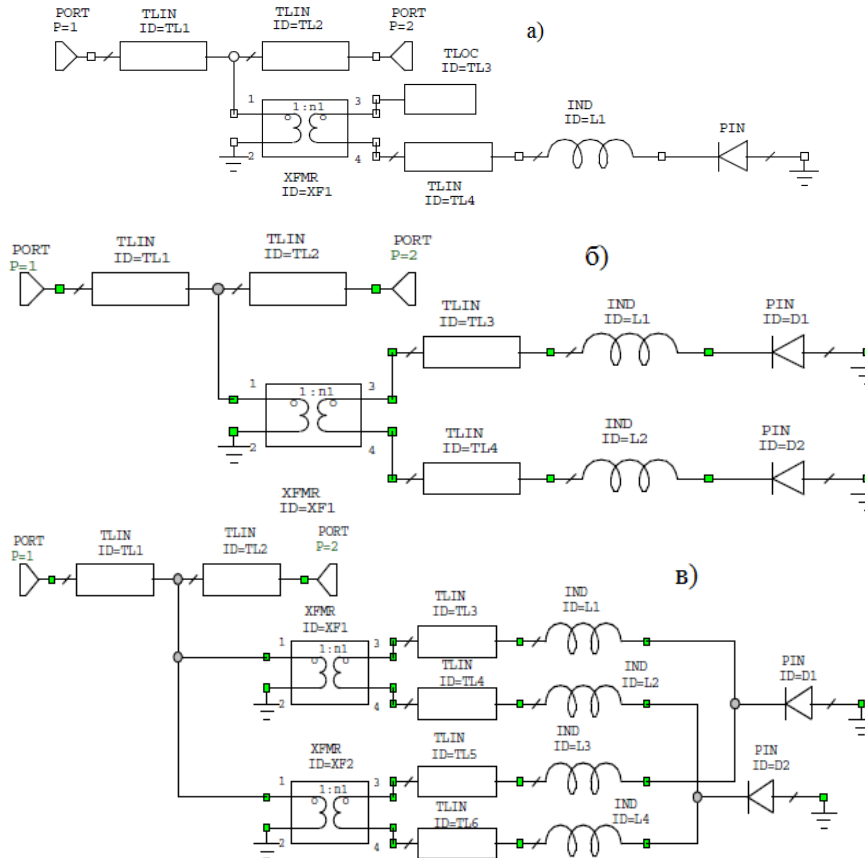 PORT
P=1
TLIN
ID=TL1
TLIN
ID=TL2
PORT
P=2
а)
TLOC
ID=TL3
1
1:n1
3
2
4
XFMR
ID=XF1
TLIN
ID=TL4
IND
ID=L1
PIN
PORT
P=1
TLIN
ID=TL1
TLIN
ID=TL2
PORT
P=2
б)
TLIN
ID=TL3
IND
ID=L1
PIN
ID=D1
1
1:n1
3
2
4
TLIN
ID=TL4
IND
ID=L2
PIN
ID=D2
XFMR
ID=XF1
PORT
P=1
TLIN
ID=TL1
TLIN
ID=TL2
PORT
P=2
в)
XFMR
ID=XF1
1
1:n1
3
2
4
TLIN
ID=TL3
IND
ID=L1
TLIN
ID=TL4
IND
ID=L2
PIN
ID=D1
XFMR
ID=XF2
1
1:n1
3
2
4
TLIN
ID=TL5
IND
ID=L3
PIN
ID=D2
TLIN
ID=TL6
IND
ID=L4